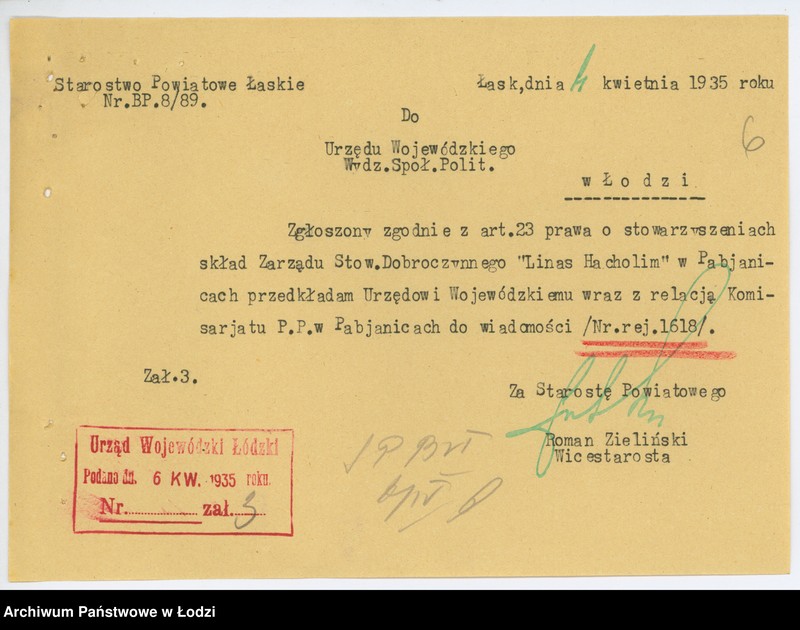 Starostwo Powiatowe Łaskie
Nr.BP.8/89.
Łask,dnia 4 kwietnia 1935 roku
6
Do
Urzędu Wojewódzkiego
Wydz.Społ.Polit.
w Łodzi
Zgłoszony zgodnie z art.23 prawa o stowarzyszeniach
skład Zarządu Stow.Dobroczynnego "Linas Hacholim" w Pabjani-
cach przedkładam Urzędowi Wojewódzkiemu wraz z relacją Komi-
sarjatu P.P.w Pabjanicach do wiadomości /Nr.rej.1618/.
Zał.3.
Za Starostę Powiatowego
Roman Zieliński
Wicestarosta
Urząd Wojewódzki Łódzki
Podano dn. 6 KW. 1935 roku.
Nr. zał. 3
Archiwum Państwowe w Łodzi